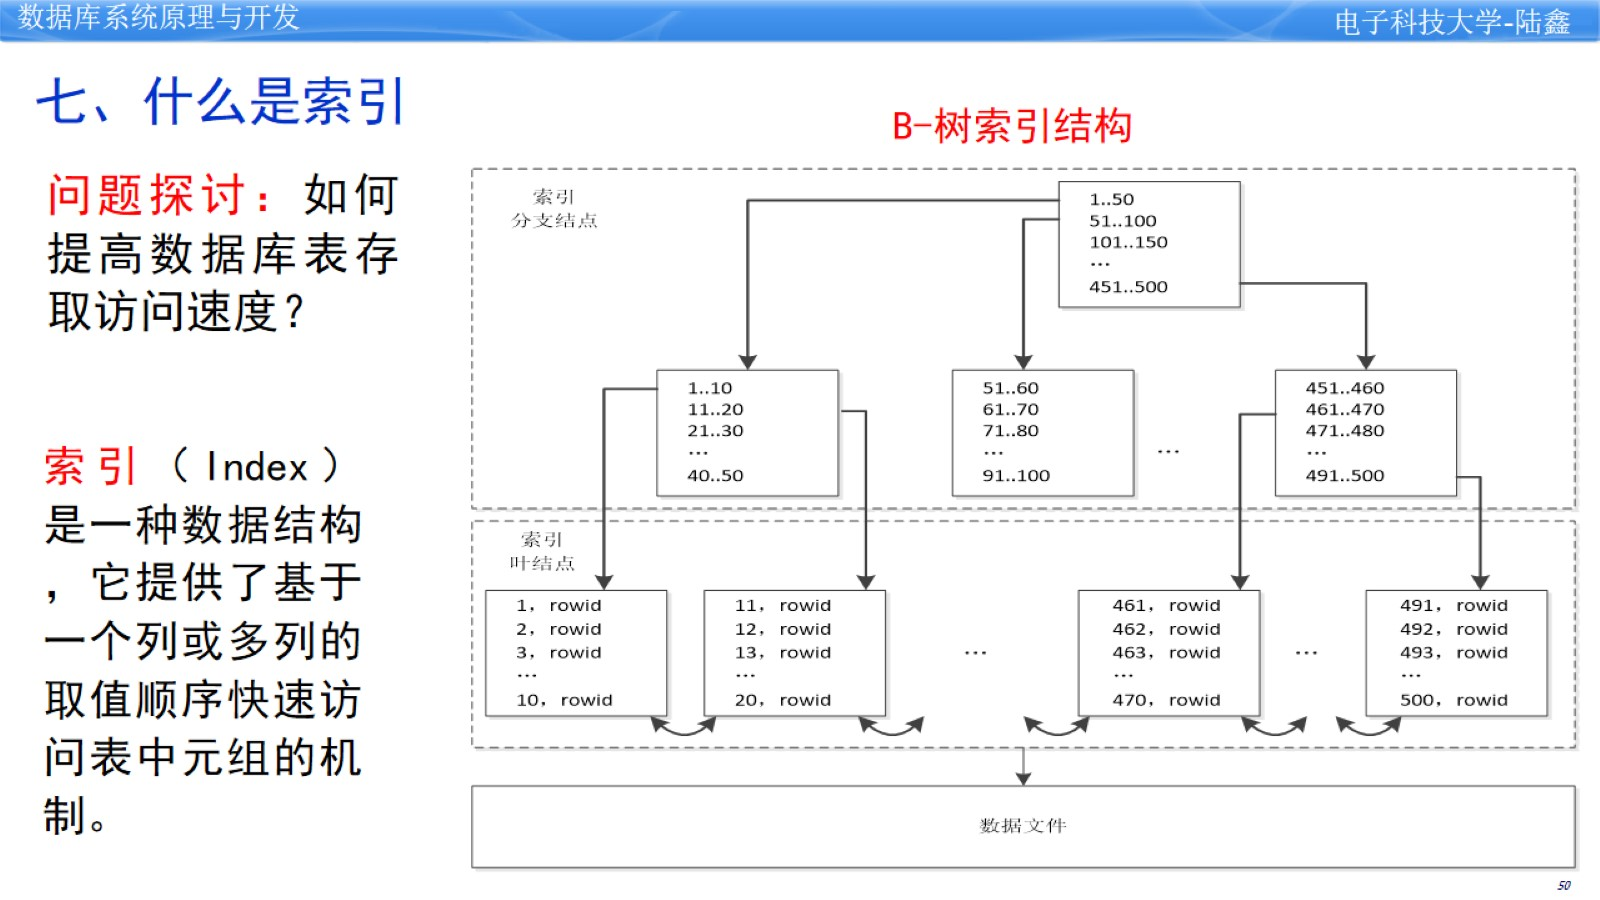 数据库系统原理与开发
电子科技大学-陆鑫
七、什么是索引
问题探讨：如何
提高数据库表存
取访问速度？
索引（Index）
是一种数据结构
，它提供了基于
一个列或多列的
取值顺序快速访
问表中元组的机
制。
B-树索引结构
索引
分支结点
1..50
51..100
101..150
...
451..500
1..10
11..20
21..30
...
40..50
51..60
61..70
71..80
...
91..100
...
451..460
461..470
471..480
...
491..500
索引
叶结点
1，rowid
2，rowid
3，rowid
...
10，rowid
11，rowid
12，rowid
13，rowid
...
20，rowid
...
461，rowid
462，rowid
463，rowid
...
470，rowid
...
491，rowid
492，rowid
493，rowid
...
500，rowid
数据文件
50